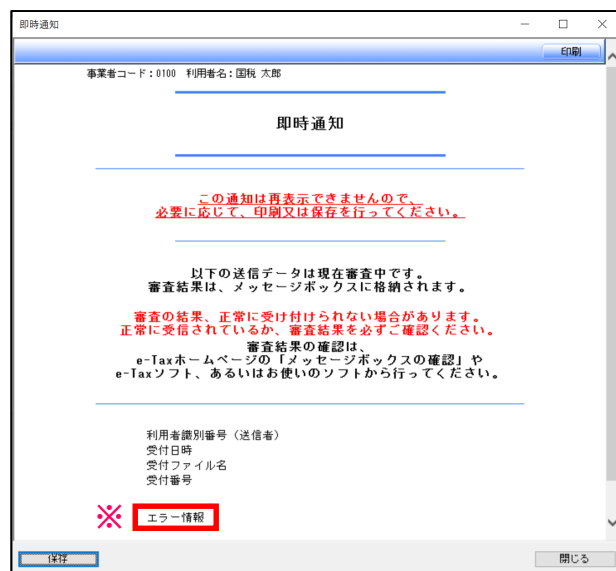 即時通知
印刷
事業者コード：0100 利用者名：国税 太郎
即時通知
この通知は再表示できませんので、
必要に応じて、印刷又は保存を行ってください。
以下の送信データは現在審査中です。
審査結果は、メッセージボックスに格納されます。
審査の結果、正常に受け付けられない場合があります。
正常に受信されているか、審査結果を必ずご確認ください。
審査結果の確認は、
e-Taxホームページの「メッセージボックスの確認」や
e-Taxソフト、あるいはお使いのソフトから行ってください。
利用者識別番号（送信者）
受付日時
受付ファイル名
受付番号
※ エラー情報
保存 閉じる